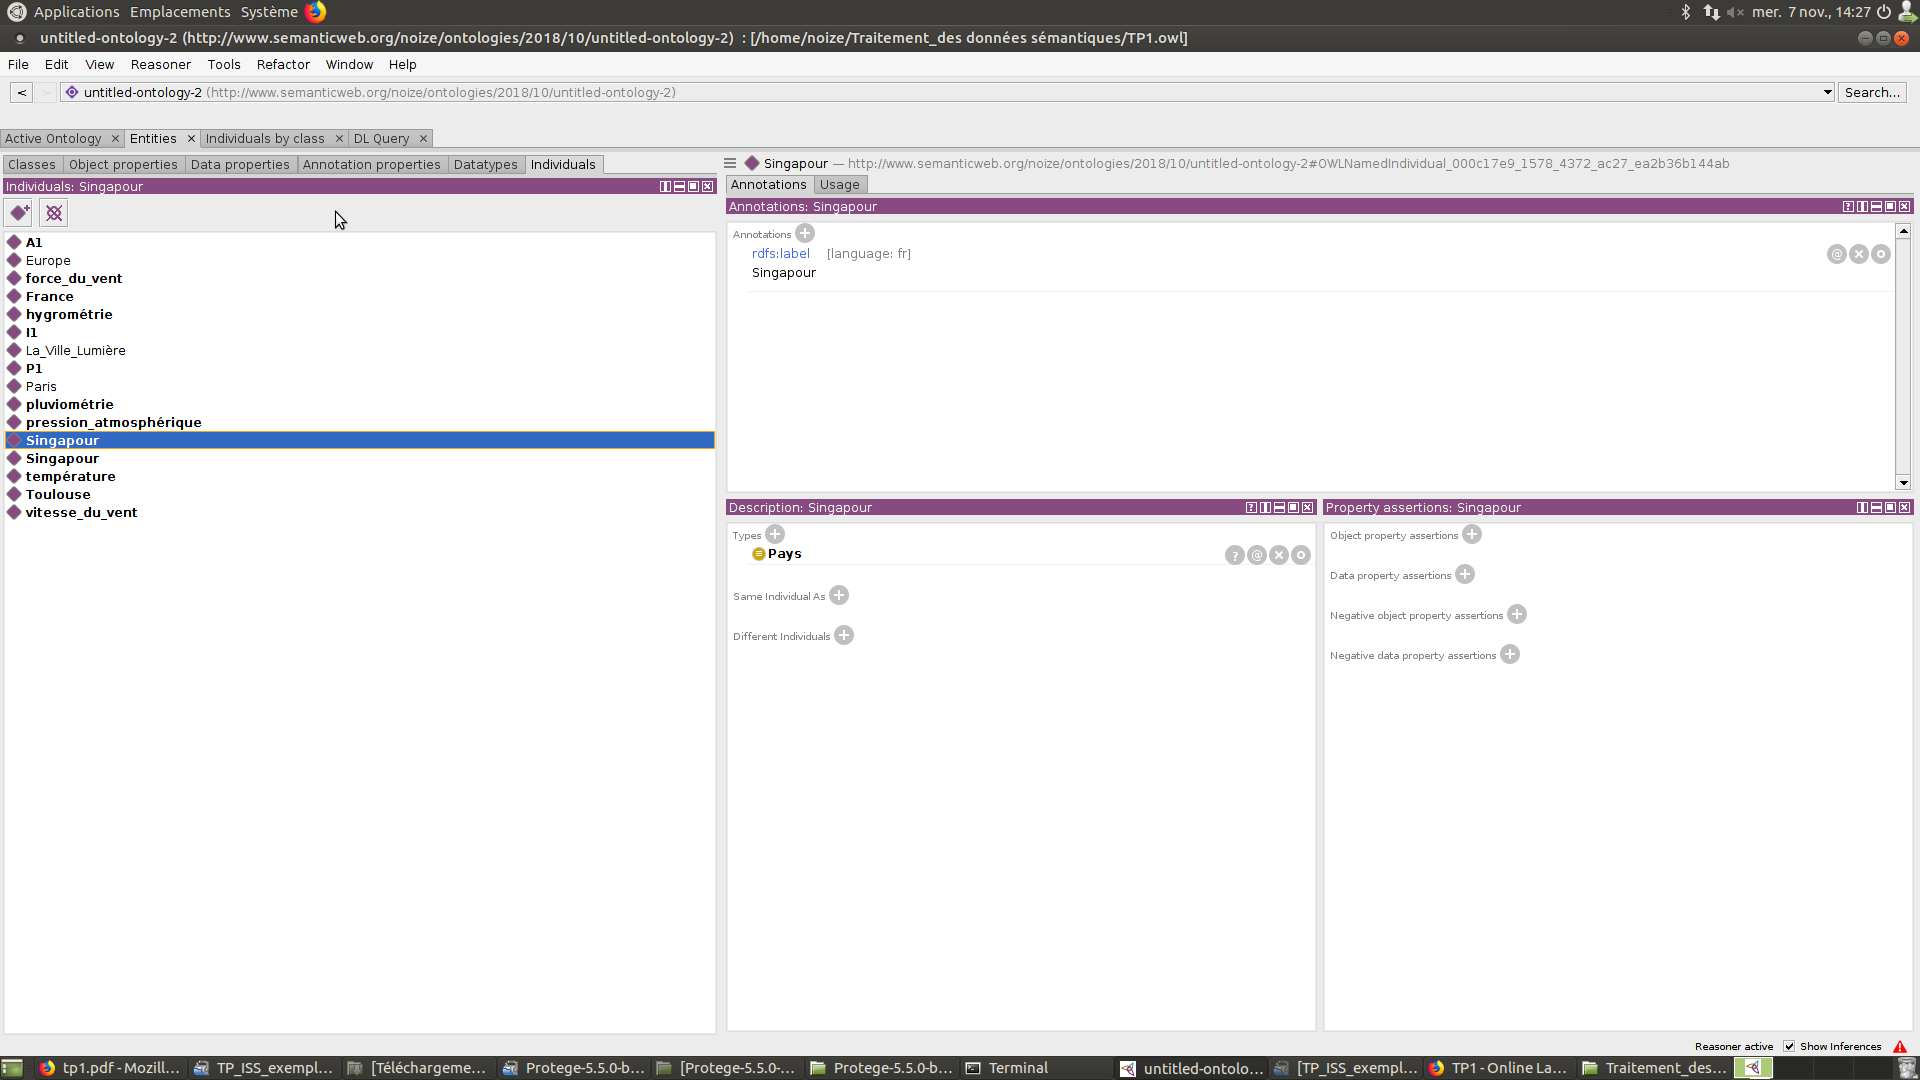 Applications Emplacements Système mer. 7 nov., 14:27
untitled-ontology-2 (http://www.semanticweb.org/noize/ontologies/2018/10/untitled-ontology-2) : [/home/noize/Traitement_des données sémantiques/TP1.owl]
File Edit View Reasoner Tools Refactor Window Help
< > untitled-ontology-2 (http://www.semanticweb.org/noize/ontologies/2018/10/untitled-ontology-2) Search...
Active Ontology × Entities × Individuals by class × DL Query ×
Classes Object properties Data properties Annotation properties Datatypes Individuals
Individuals: Singapour
A1
Europe
force_du_vent
France
hygrométrie
I1
La_Ville_Lumière
P1
Paris
pluviométrie
pression_atmosphérique
Singapour
Singapour
température
Toulouse
vitesse_du_vent
Singapour — http://www.semanticweb.org/noize/ontologies/2018/10/untitled-ontology-2#OWLNamedIndividual_000c17e9_1578_4372_ac27_ea2b36b144ab
Annotations Usage
Annotations: Singapour
Annotations
rdfs:label [language: fr]
Singapour
Description: Singapour
Types
Pays
Same Individual As
Different Individuals
Property assertions: Singapour
Object property assertions
Data property assertions
Negative object property assertions
Negative data property assertions
Reasoner active Show Inferences
tp1.pdf - Mozill... TP_ISS_exempl... [Téléchargeme... Protege-5.5.0-b... [Protege-5.5.0-... Protege-5.5.0-b... Terminal untitled-ontolo... [TP_ISS_exempl... TP1 - Online La... Traitement_des...